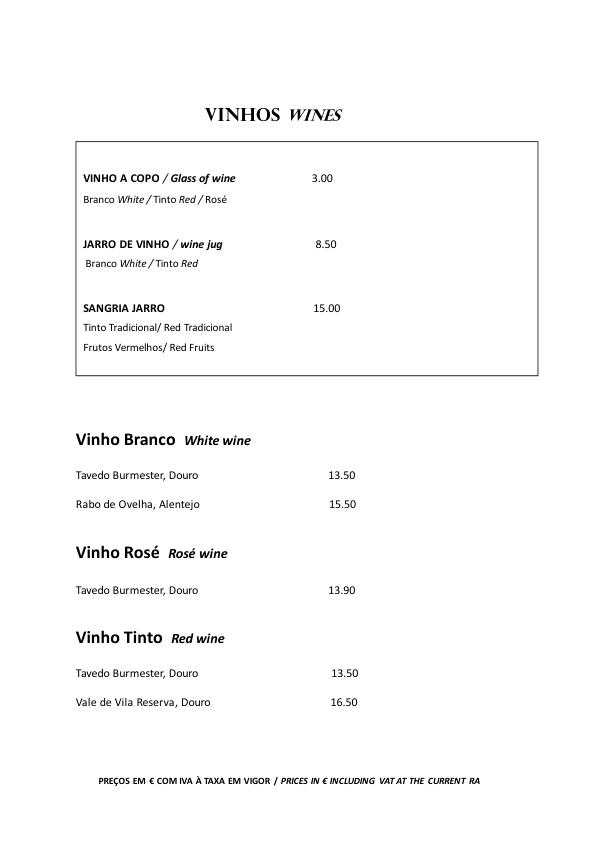 VINHOS WINES
VINHO A COPO / Glass of wine 3.00
Branco White / Tinto Red / Rosé
JARRO DE VINHO / wine jug 8.50
Branco White / Tinto Red
SANGRIA JARRO 15.00
Tinto Tradicional/ Red Tradicional
Frutos Vermelhos/ Red Fruits
Vinho Branco White wine
Tavedo Burmester, Douro 13.50
Rabo de Ovelha, Alentejo 15.50
Vinho Rosé Rosé wine
Tavedo Burmester, Douro 13.90
Vinho Tinto Red wine
Tavedo Burmester, Douro 13.50
Vale de Vila Reserva, Douro 16.50
PREÇOS EM € COM IVA À TAXA EM VIGOR / PRICES IN € INCLUDING VAT AT THE CURRENT RA